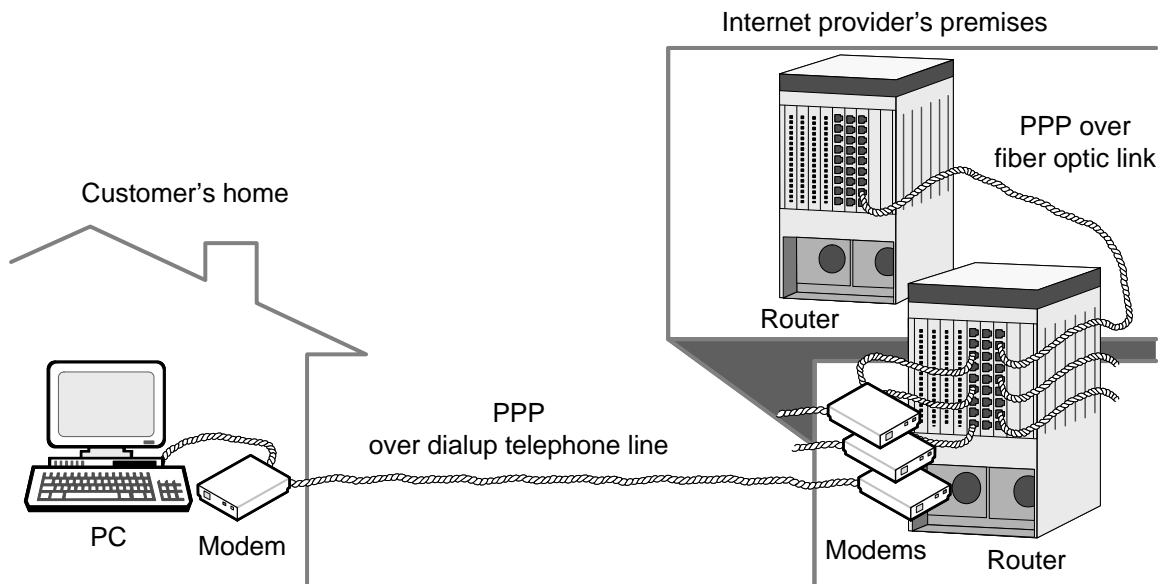 Internet provider's premises
PPP over
fiber optic link
Customer's home
Router
PPP
over dialup telephone line
PC
Modem
Modems
Router